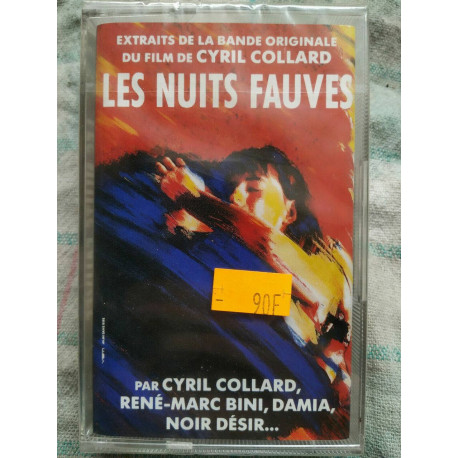 EXTRAITS DE LA BANDE ORIGINALE
DU FILM DE CYRIL COLLARD
LES NUITS FAUVES
- 90F
PAR CYRIL COLLARD,
RENÉ-MARC BINI, DAMIA,
NOIR DÉSIR...